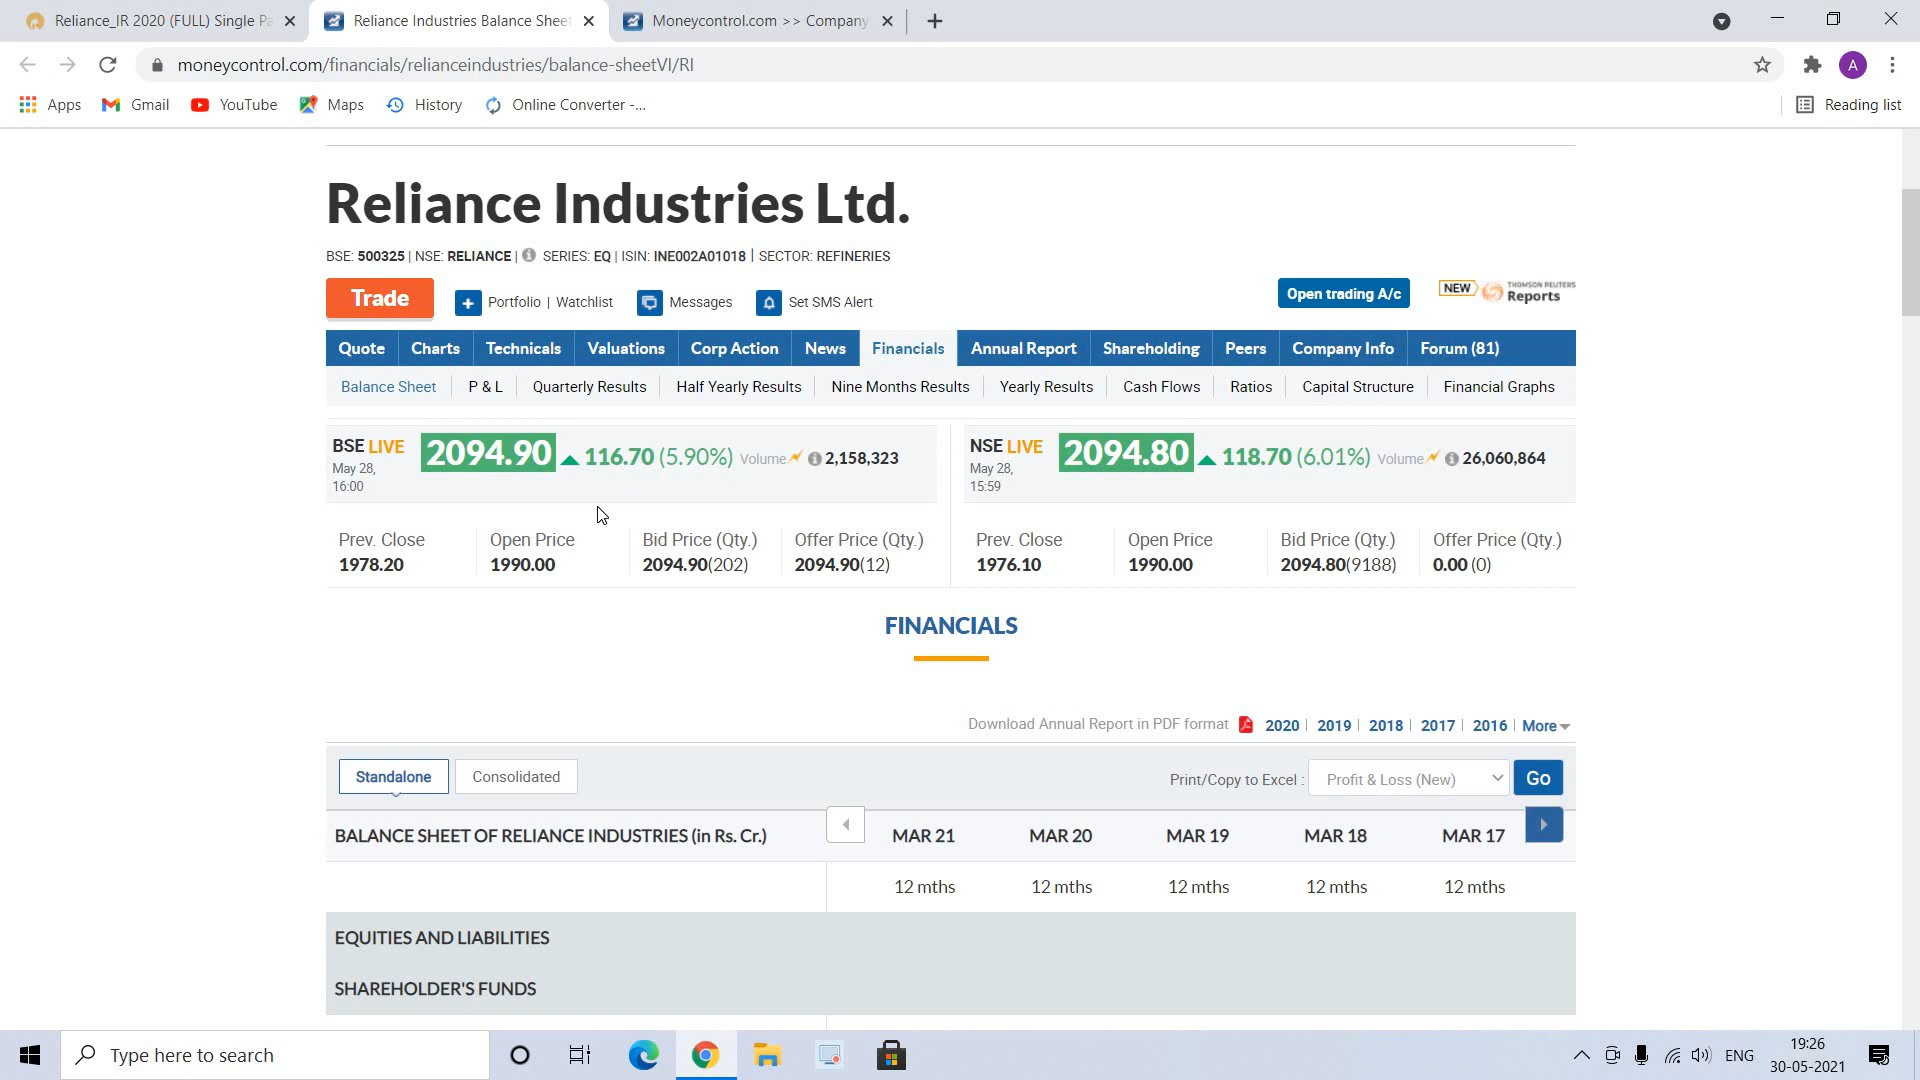 Reliance_IR 2020 (FULL) Single Pa
Reliance Industries Balance Sheet
Moneycontrol.com >> Company
moneycontrol.com/financials/relianceindustries/balance-sheetVI/RI
A
Apps
Gmail
YouTube
Maps
History
Online Converter -...
Reading list
Reliance Industries Ltd.
BSE: 500325 | NSE: RELIANCE | SERIES: EQ | ISIN: INE002A01018 | SECTOR: REFINERIES
Trade
Portfolio | Watchlist
Messages
Set SMS Alert
Open trading A/c
NEW
THOMSON REUTERS
Reports
Quote
Charts
Technicals
Valuations
Corp Action
News
Financials
Annual Report
Shareholding
Peers
Company Info
Forum (81)
Balance Sheet
P & L
Quarterly Results
Half Yearly Results
Nine Months Results
Yearly Results
Cash Flows
Ratios
Capital Structure
Financial Graphs
BSE LIVE
May 28,
16:00
2094.90
116.70 (5.90%)
Volume
2,158,323
NSE LIVE
May 28,
15:59
2094.80
118.70 (6.01%)
Volume
26,060,864
Prev. Close
1978.20
Open Price
1990.00
Bid Price (Qty.)
2094.90(202)
Offer Price (Qty.)
2094.90(12)
Prev. Close
1976.10
Open Price
1990.00
Bid Price (Qty.)
2094.80(9188)
Offer Price (Qty.)
0.00 (0)
FINANCIALS
Download Annual Report in PDF format 2020 | 2019 | 2018 | 2017 | 2016 | More
Standalone
Consolidated
Print/Copy to Excel :
Profit & Loss (New)
Go
BALANCE SHEET OF RELIANCE INDUSTRIES (in Rs. Cr.) MAR 21 MAR 20 MAR 19 MAR 18 MAR 17
12 mths 12 mths 12 mths 12 mths 12 mths
EQUITIES AND LIABILITIES
SHAREHOLDER'S FUNDS
Type here to search
ENG
19:26
30-05-2021